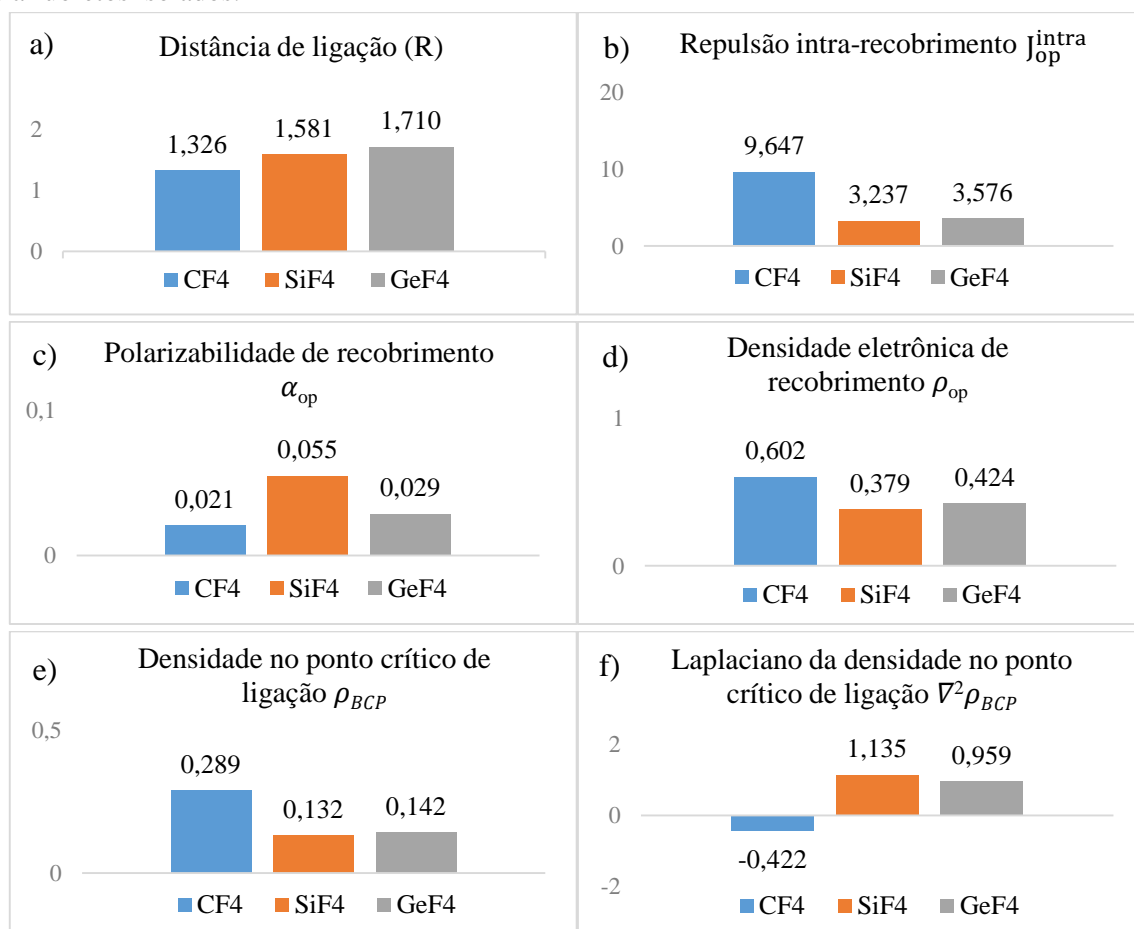 a)
Distância de ligação (R)
2
1
0
1,326
1,581
1,710
CF4 SiF4 GeF4
b)
Repulsão intra-recobrimento J_op^intra
20
10
0
9,647
3,237
3,576
CF4 SiF4 GeF4
c)
Polarizabilidade de recobrimento
α_op
0,1
0
0,021
0,055
0,029
CF4 SiF4 GeF4
d)
Densidade eletrônica de
recobrimento ρ_op
1
0
0,602
0,379
0,424
CF4 SiF4 GeF4
e)
Densidade no ponto crítico de
ligação ρ_BCP
0,5
0
0,289
0,132
0,142
CF4 SiF4 GeF4
f)
Laplaciano da densidade no ponto
crítico de ligação ∇²ρ_BCP
2
0
-2
-0,422
1,135
0,959
CF4 SiF4 GeF4